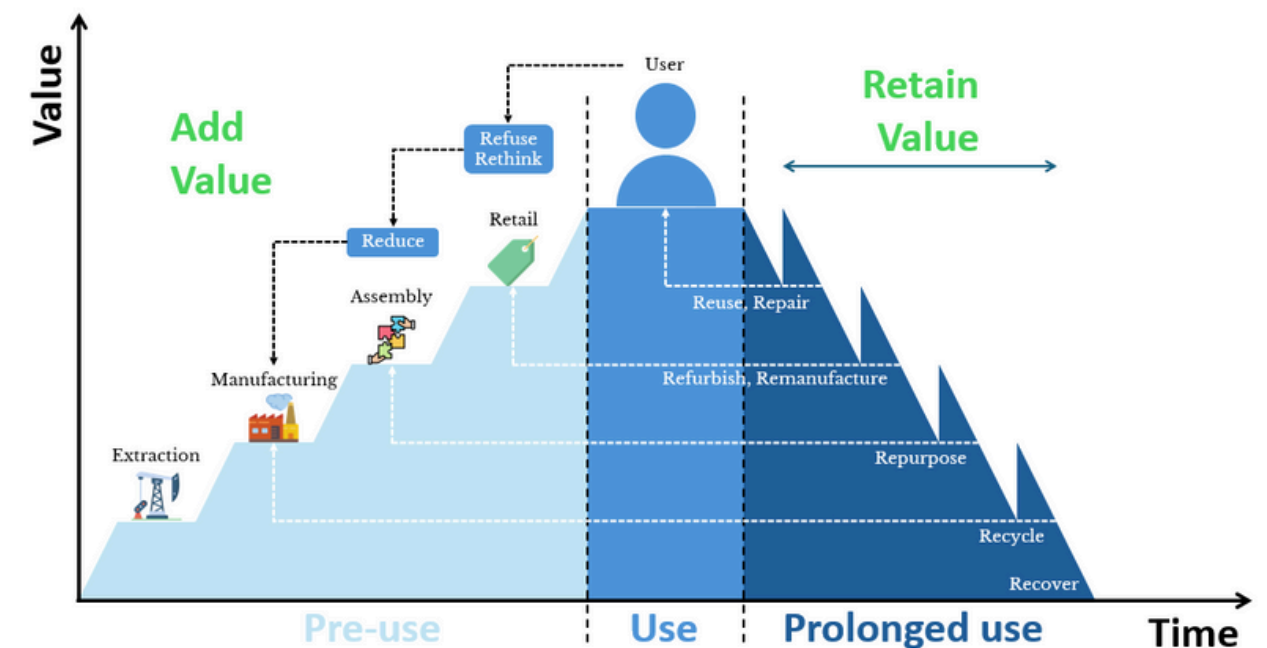 Value
Add
Value
User
Refuse
Rethink
Retain
Value
Reduce
Retail
Assembly
Manufacturing
Extraction
Reuse, Repair
Refurbish, Remanufacture
Repurpose
Recycle
Recover
Pre-use
Use
Prolonged use
Time